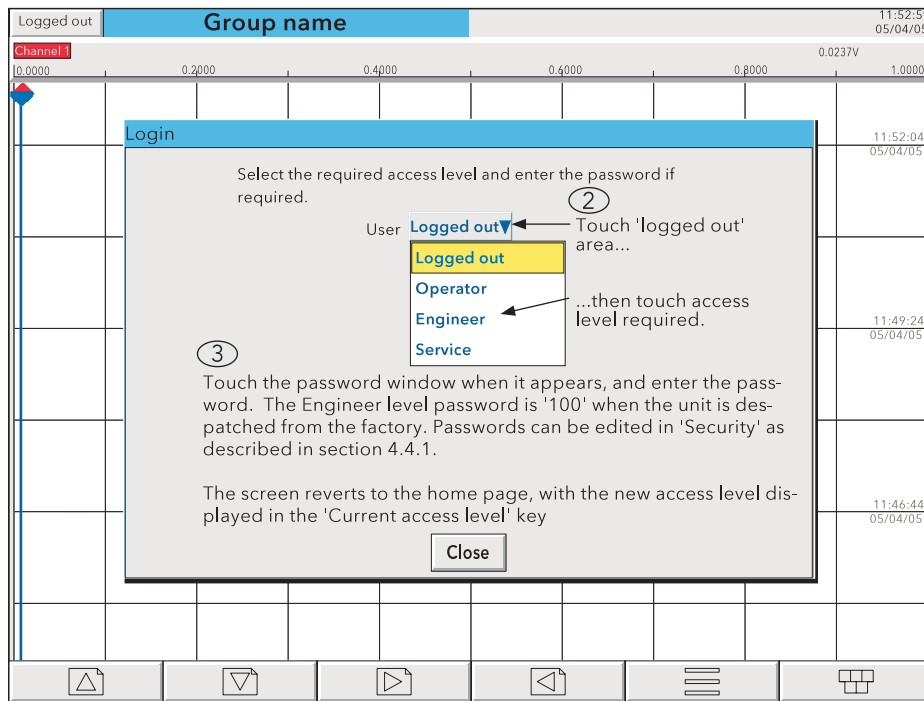 Logged out Group name 11:52:5
05/04/05
Channel 1 0.0237V
0.0000 0.2000 0.4000 0.6000 0.8000 1.0000
Login
11:52:04
05/04/05
Select the required access level and enter the password if
required.
2
User Logged out Touch 'logged out'
area...
Logged out
Operator
...then touch access
Engineer level required.
11:49:24
05/04/05
Service
3
Touch the password window when it appears, and enter the pass-
word. The Engineer level password is '100' when the unit is des-
patched from the factory. Passwords can be edited in 'Security' as
described in section 4.4.1.
The screen reverts to the home page, with the new access level dis-
played in the 'Current access level' key
11:46:44
05/04/05
Close